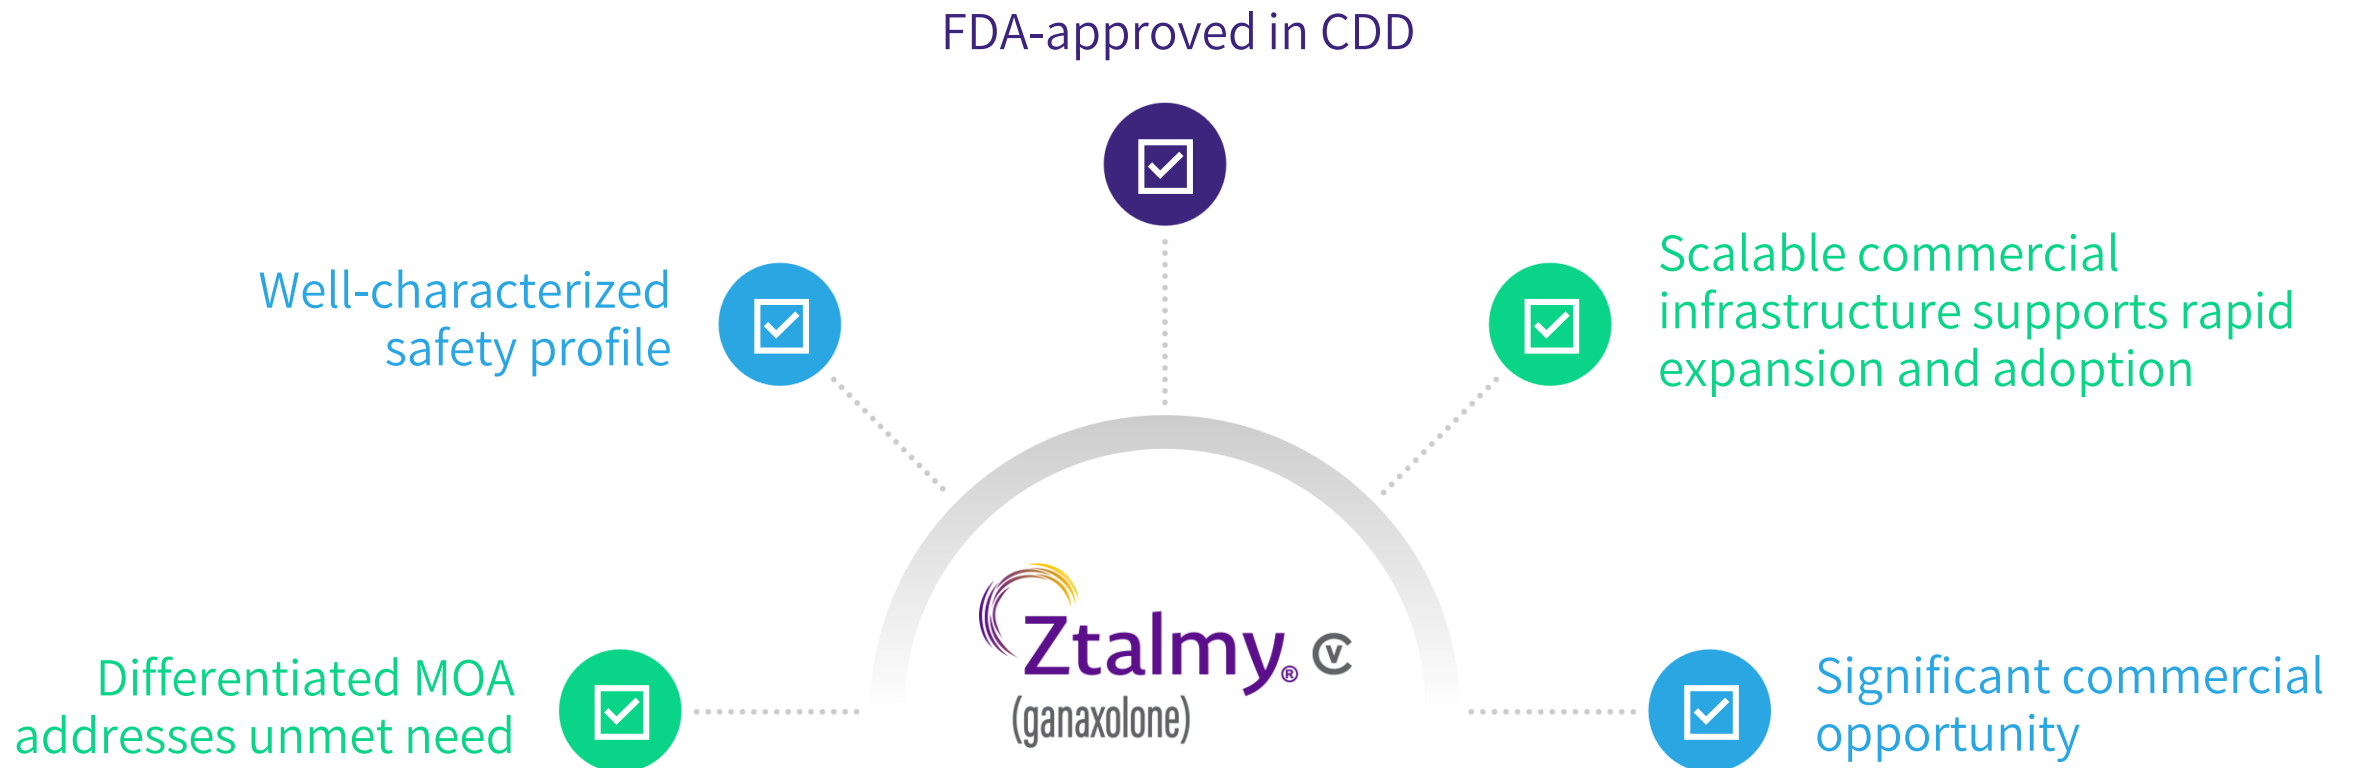 FDA-approved in CDD
Well-characterized
safety profile
Scalable commercial
infrastructure supports rapid
expansion and adoption
Differentiated MOA
addresses unmet need
Ztalmy® CV
(ganaxolone)
Significant commercial
opportunity